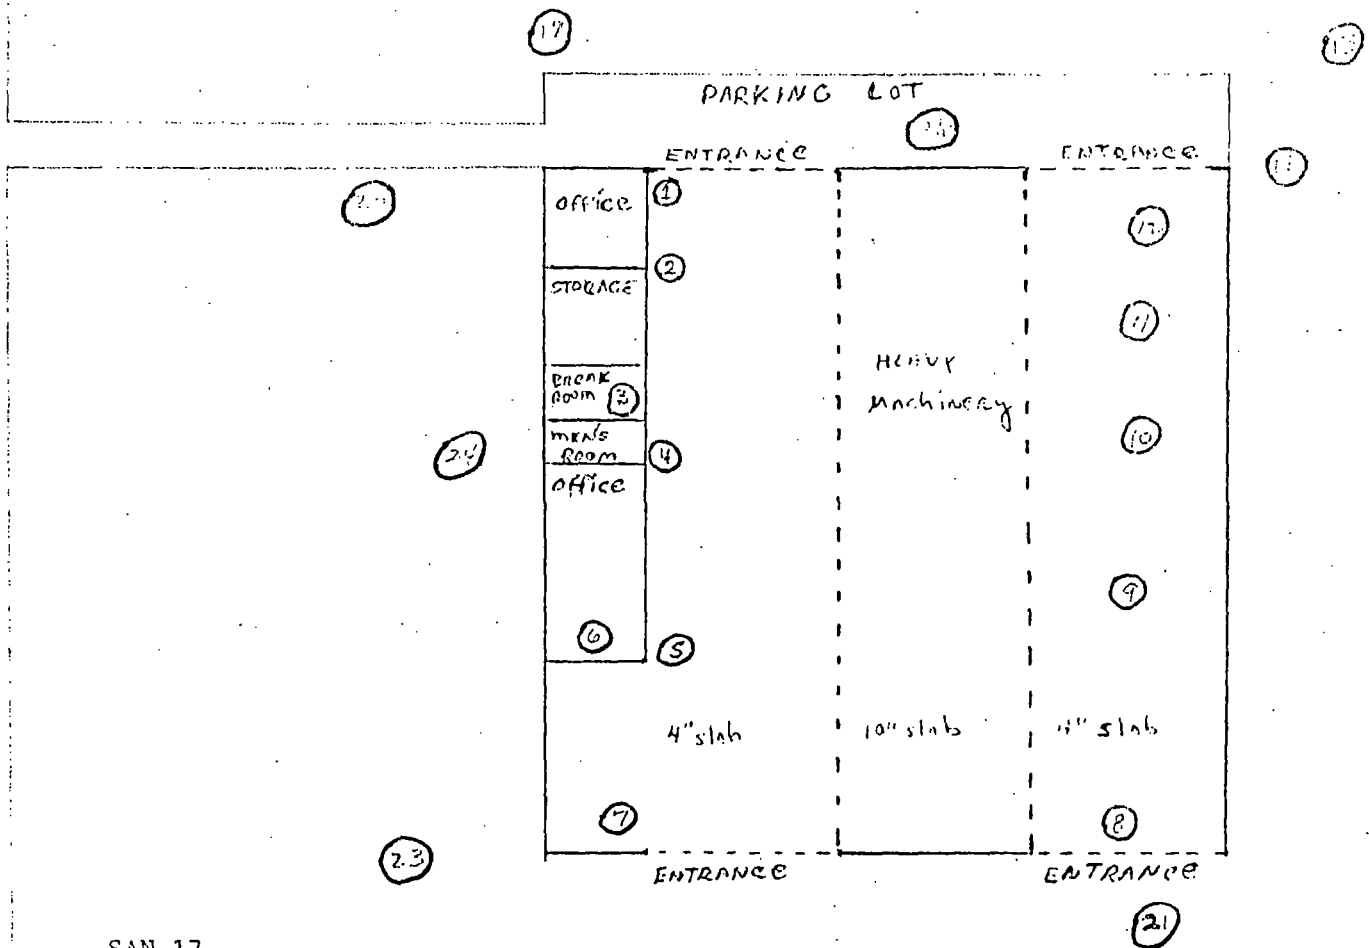 PARKING LOT
ENTRANCE
ENTRANCE
OFFICE
1
12
2
STORAGE
11
HEAVY
Machinery
BREAK
ROOM
3
10
MEN'S
ROOM
4
24
OFFICE
9
6
5
4" slab
10" slab
slab
7
8
23
ENTRANCE
ENTRANCE
21
SAN 17